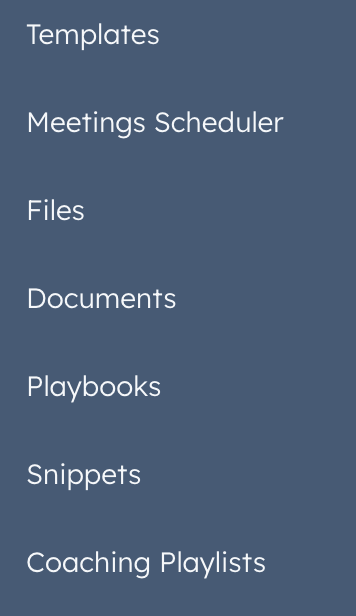 Templates
Meetings Scheduler
Files
Documents
Playbooks
Snippets
Coaching Playlists